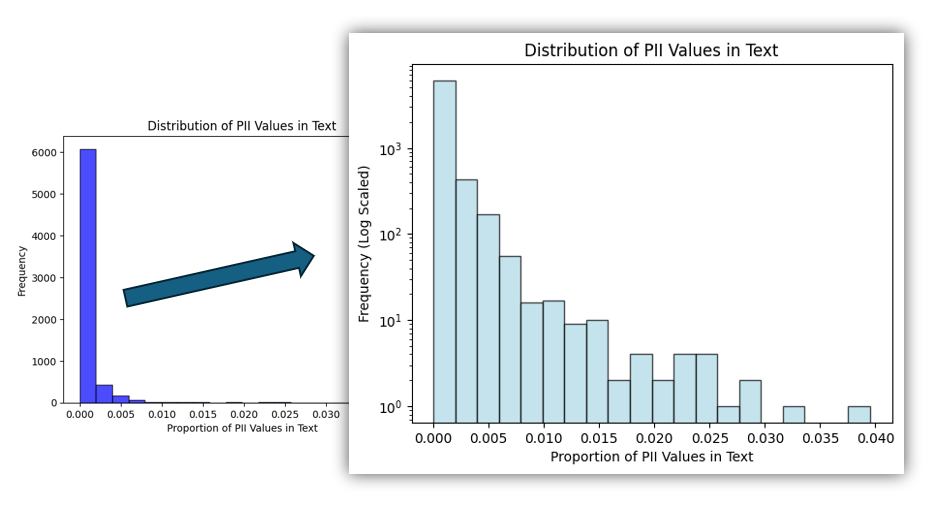 Distribution of PII Values in Text
6000
5000
4000
3000
2000
1000
0
Frequency
0.000 0.005 0.010 0.015 0.020 0.025 0.030
Proportion of PII Values in Text
Distribution of PII Values in Text
10³
10²
10¹
10⁰
Frequency (Log Scaled)
0.000 0.005 0.010 0.015 0.020 0.025 0.030 0.035 0.040
Proportion of PII Values in Text